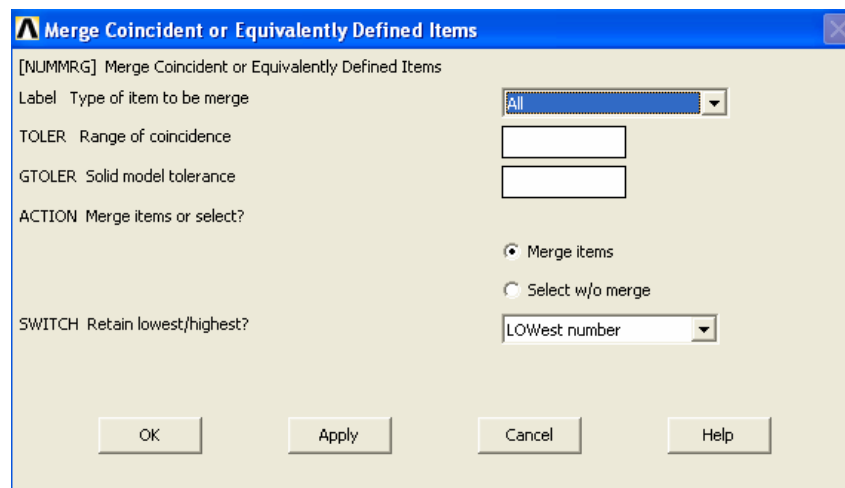 Merge Coincident or Equivalently Defined Items
[NUMMRG] Merge Coincident or Equivalently Defined Items
Label Type of item to be merge
All
TOLER Range of coincidence
GTOLER Solid model tolerance
ACTION Merge items or select?
Merge items
Select w/o merge
SWITCH Retain lowest/highest?
LOWest number
OK Apply Cancel Help